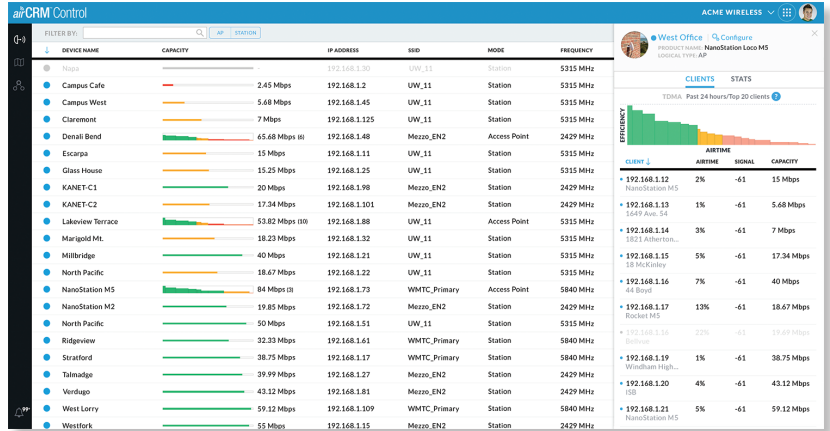 airCRM™ Control
ACME WIRELESS
FILTER BY: AP STATION
DEVICE NAME CAPACITY IP ADDRESS SSID MODE FREQUENCY
Napa - 192.168.1.30 UW_11 Station 5315 MHz
Campus Cafe 2.45 Mbps 192.168.1.2 UW_11 Station 5315 MHz
Campus West 5.68 Mbps 192.168.1.45 UW_11 Station 5315 MHz
Claremont 7 Mbps 192.168.1.125 UW_11 Station 5315 MHz
Denali Bend 65.68 Mbps (6) 192.168.1.48 Mezzo_EN2 Access Point 2429 MHz
Escarpa 15 Mbps 192.168.1.11 UW_11 Station 5315 MHz
Glass House 15.25 Mbps 192.168.1.25 UW_11 Station 5315 MHz
KANET-C1 20 Mbps 192.168.1.98 Mezzo_EN2 Station 2429 MHz
KANET-C2 17.34 Mbps 192.168.1.101 Mezzo_EN2 Station 2429 MHz
Lakeview Terrace 53.82 Mbps (10) 192.168.1.88 UW_11 Access Point 5315 MHz
Marigold Mt. 18.23 Mbps 192.168.1.32 UW_11 Station 5315 MHz
Millbridge 40 Mbps 192.168.1.21 UW_11 Station 5315 MHz
North Pacific 18.67 Mbps 192.168.1.22 UW_11 Station 5315 MHz
NanoStation M5 84 Mbps (3) 192.168.1.73 WMTC_Primary Access Point 5840 MHz
NanoStation M2 19.85 Mbps 192.168.1.72 Mezzo_EN2 Station 2429 MHz
North Pacific 50 Mbps 192.168.1.51 UW_11 Station 5315 MHz
Ridgeview 32.33 Mbps 192.168.1.61 WMTC_Primary Station 5840 MHz
Stratford 38.75 Mbps 192.168.1.17 WMTC_Primary Station 5840 MHz
Talmadge 39.99 Mbps 192.168.1.27 Mezzo_EN2 Station 2429 MHz
Verdugo 43.12 Mbps 192.168.1.81 Mezzo_EN2 Station 2429 MHz
West Lorry 59.12 Mbps 192.168.1.109 WMTC_Primary Station 5840 MHz
Westfork 55 Mbps 192.168.1.15 Mezzo_EN2 Station 2429 MHz
99+
West Office Configure
PRODUCT NAME: NanoStation Loco M5
LOGICAL TYPE: AP
CLIENTS STATS
TDMA Past 24 hours/Top 20 clients ?
EFFICIENCY
AIRTIME
CLIENT AIRTIME SIGNAL CAPACITY
192.168.1.12 2% -61 15 Mbps
NanoStation M5
192.168.1.13 1% -61 5.68 Mbps
1649 Ave. 54
192.168.1.14 3% -61 7 Mbps
1821 Atherton...
192.168.1.15 5% -61 17.34 Mbps
18 McKinley
192.168.1.16 7% -61 40 Mbps
44 Boyd
192.168.1.17 13% -61 18.67 Mbps
Rocket M5
192.168.1.16 22% -61 19.69 Mbps
192.168.1.19 1% -61 38.75 Mbps
Windham High...
192.168.1.20 4% -61 43.12 Mbps
ISB
192.168.1.21 5% -61 59.12 Mbps
NanoStation M5